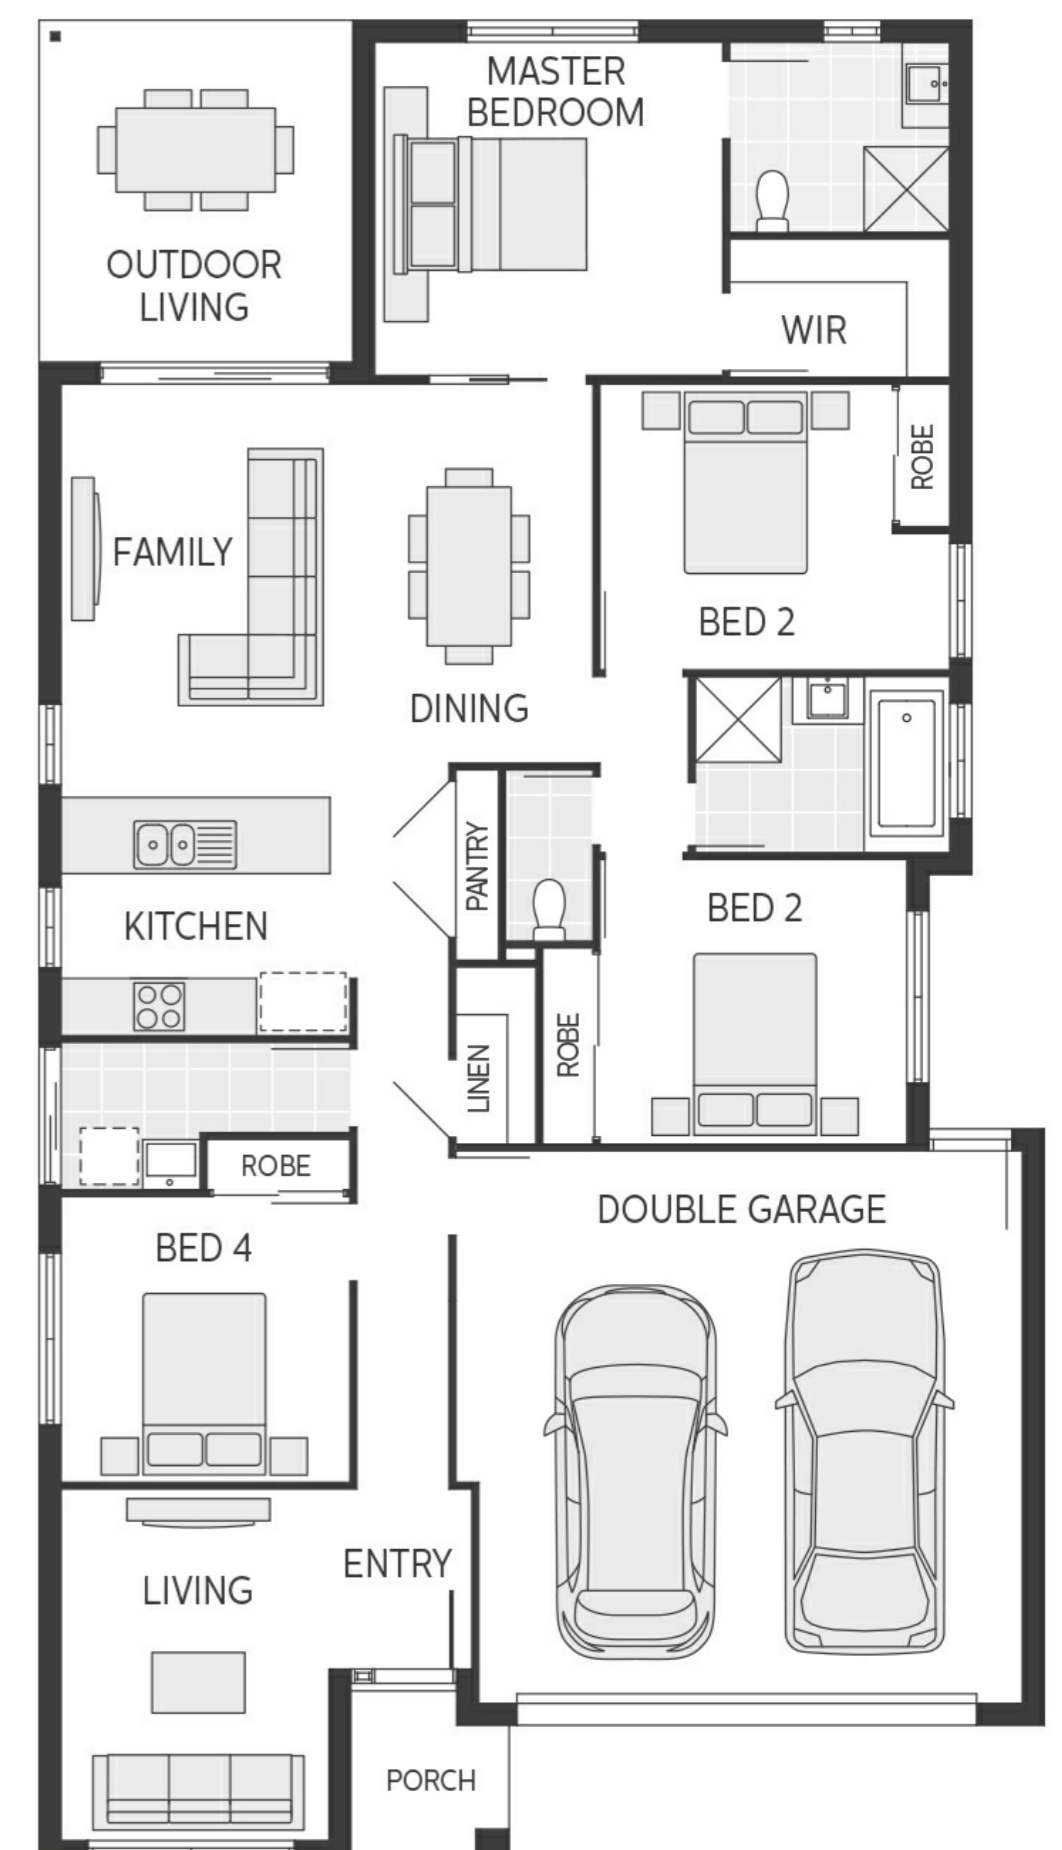 MASTER
BEDROOM
OUTDOOR
LIVING
WIR
ROBE
FAMILY
BED 2
DINING
PANTRY
KITCHEN
BED 2
LINEN
ROBE
ROBE
DOUBLE GARAGE
BED 4
ENTRY
LIVING
PORCH